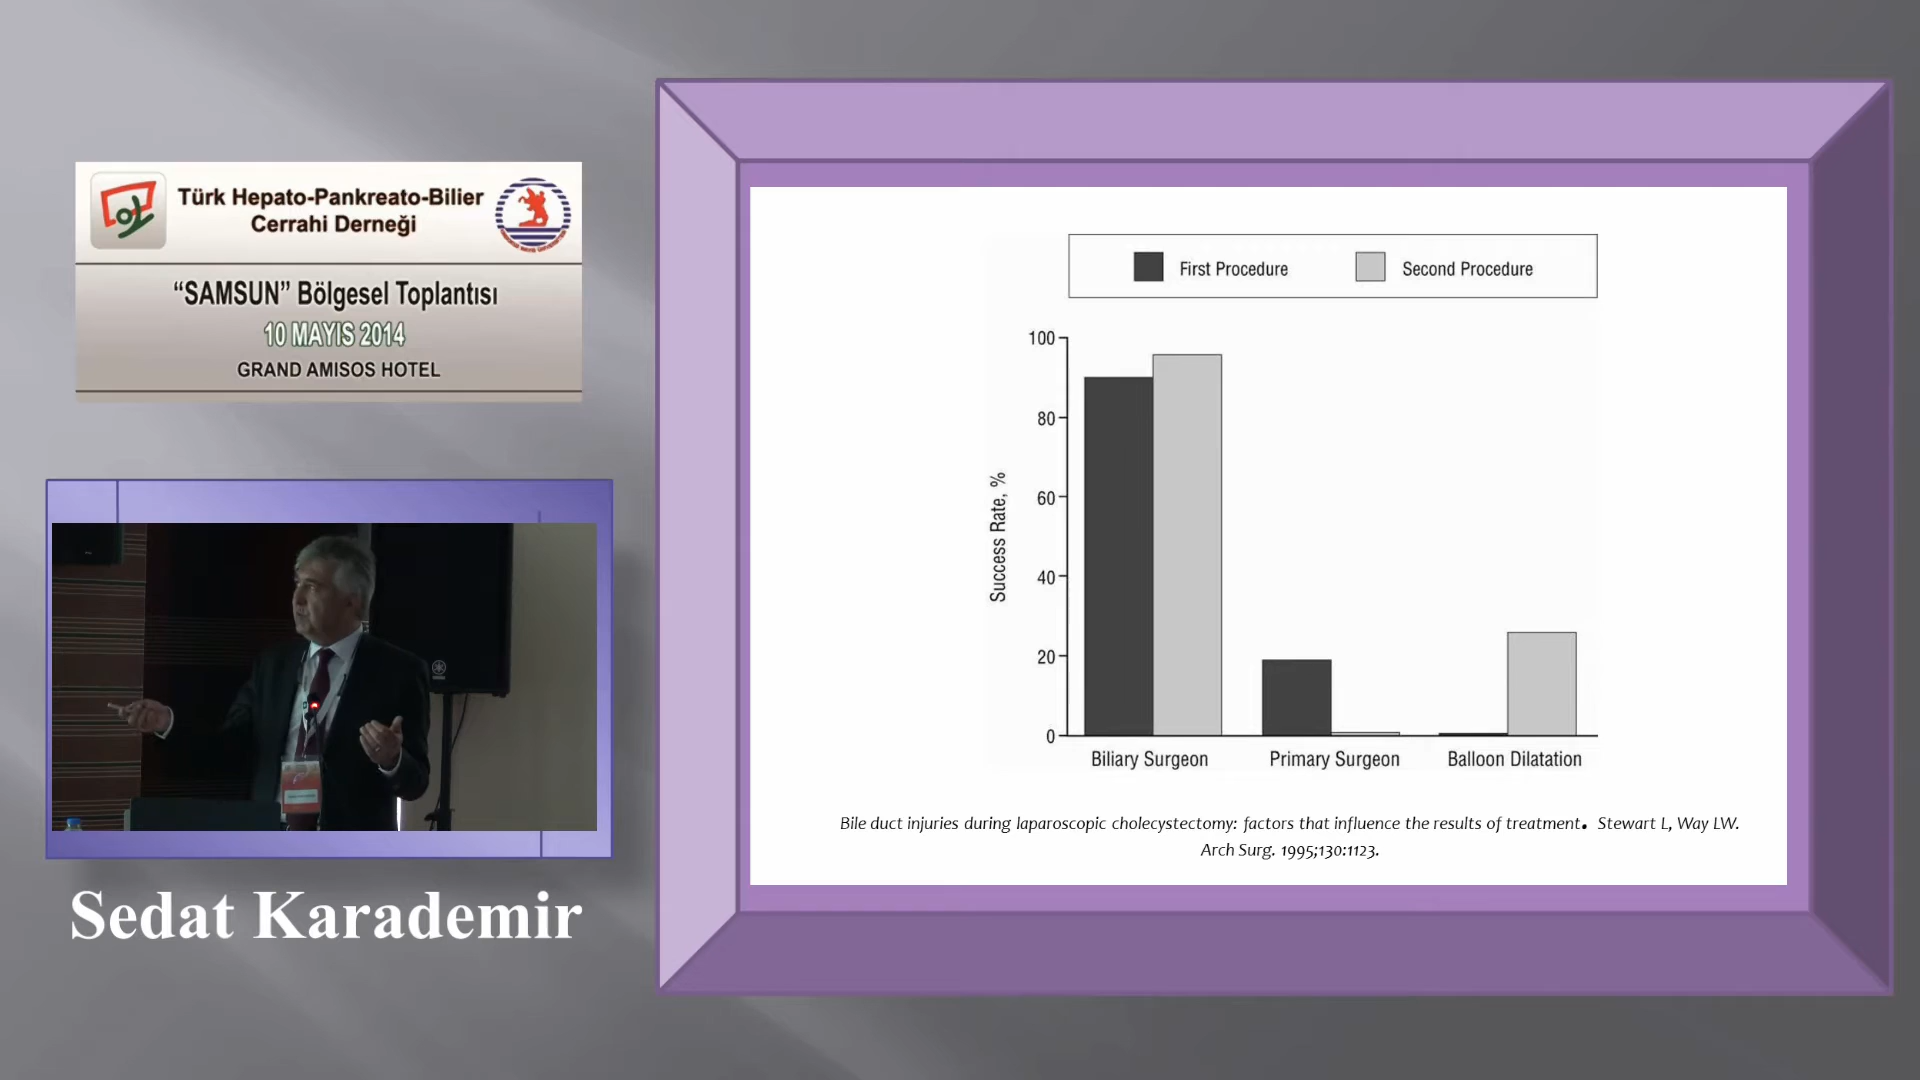 Türk Hepato-Pankreato-Bilier
Cerrahi Derneği
“SAMSUN” Bölgesel Toplantısı
10 MAYIS 2014
GRAND AMISOS HOTEL
Sedat Karademir
First Procedure
Second Procedure
100
80
60
40
20
0
Success Rate, %
Biliary Surgeon
Primary Surgeon
Balloon Dilatation
Bile duct injuries during laparoscopic cholecystectomy: factors that influence the results of treatment. Stewart L, Way LW.
Arch Surg. 1995;130:1123.